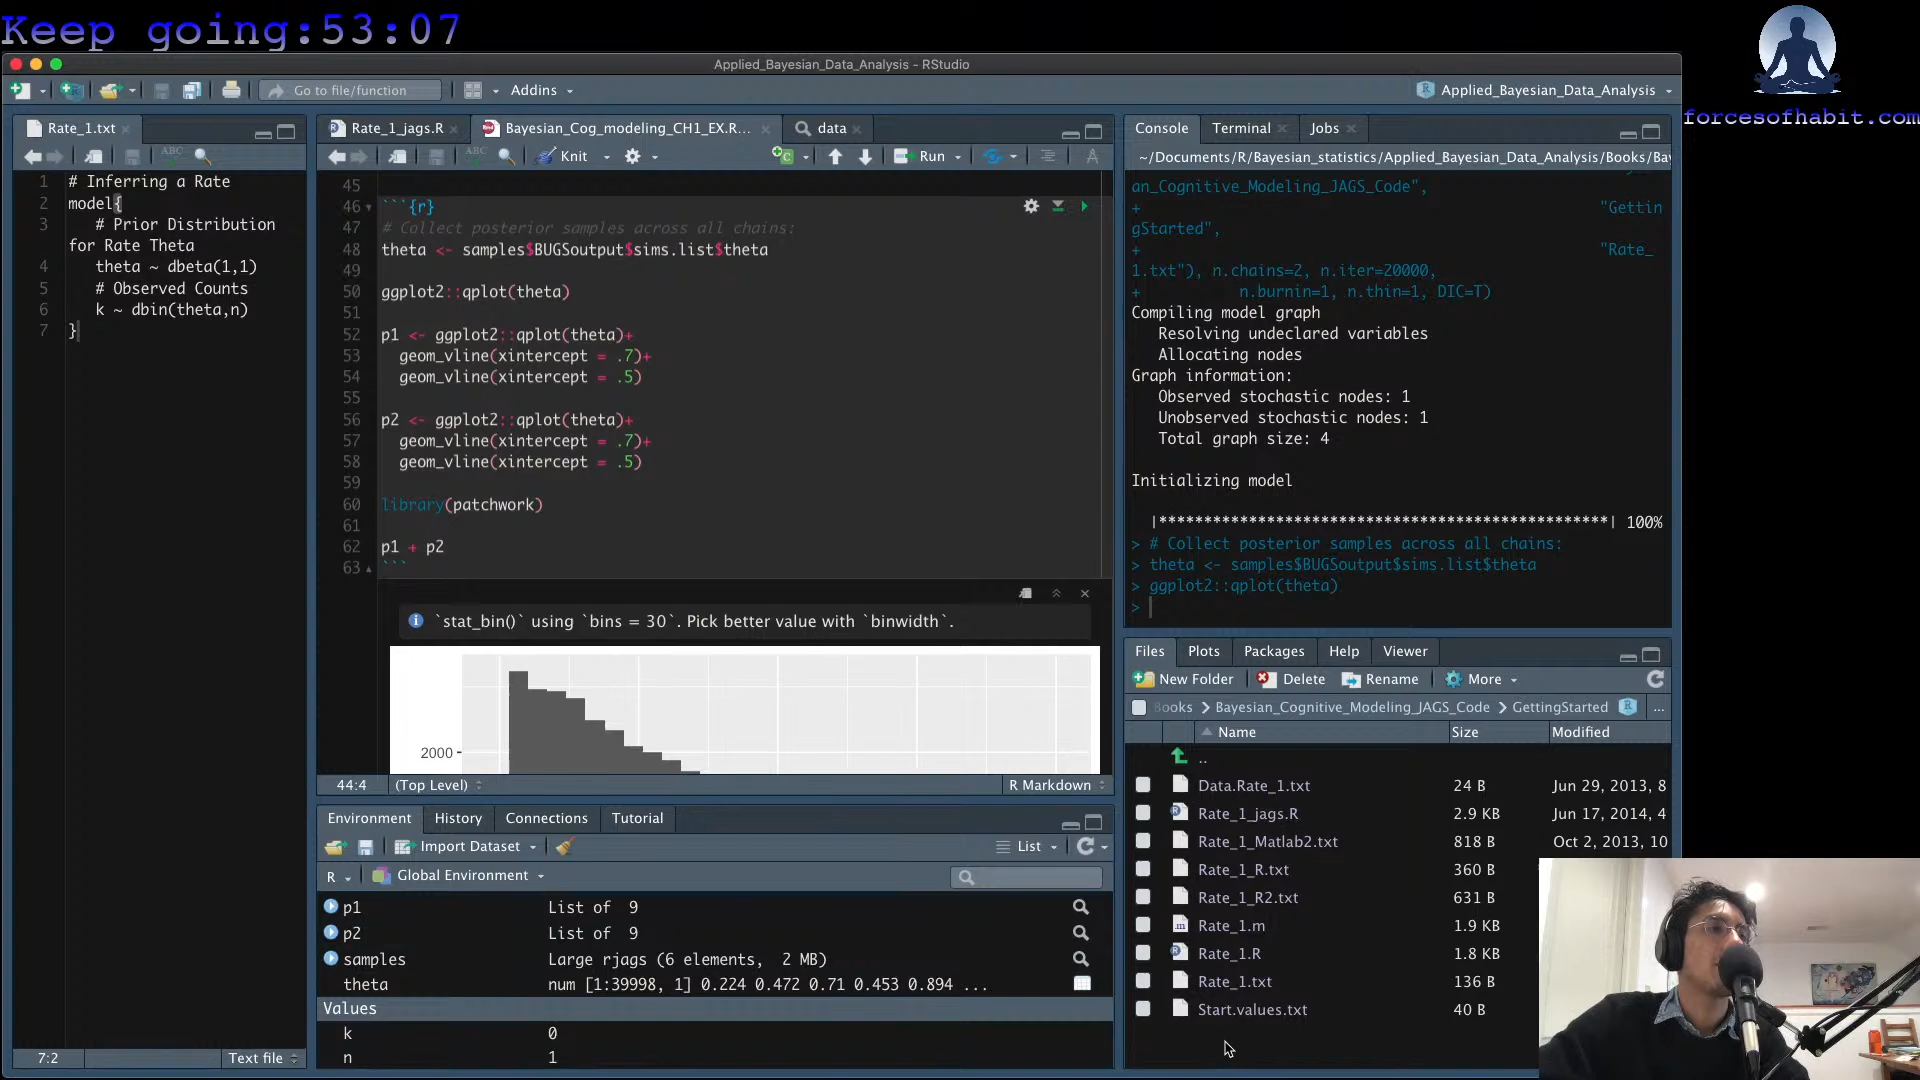 Keep going:53:07
forcesofhabit.com
Applied_Bayesian_Data_Analysis - RStudio
Go to file/function
Addins
Applied_Bayesian_Data_Analysis
Rate_1.txt
1 # Inferring a Rate
2 model{
3 # Prior Distribution
for Rate Theta
4 theta ~ dbeta(1,1)
5 # Observed Counts
6 k ~ dbin(theta,n)
7 }
7:2
Text file
Rate_1_jags.R
Bayesian_Cog_modeling_CH1_EX.R...
data
ABC
ABC
Knit
Run
45
46 ```{r}
47 # Collect posterior samples across all chains:
48 theta <- samples$BUGSoutput$sims.list$theta
49
50 ggplot2::qplot(theta)
51
52 p1 <- ggplot2::qplot(theta)+
53 geom_vline(xintercept = .7)+
54 geom_vline(xintercept = .5)
55
56 p2 <- ggplot2::qplot(theta)+
57 geom_vline(xintercept = .7)+
58 geom_vline(xintercept = .5)
59
60 library(patchwork)
61
62 p1 + p2
63 ```
`stat_bin()` using `bins = 30`. Pick better value with `binwidth`.
2000
44:4
(Top Level)
R Markdown
Environment
History
Connections
Tutorial
Import Dataset
List
R
Global Environment
p1 List of 9
p2 List of 9
samples Large rjags (6 elements, 2 MB)
theta num [1:39998, 1] 0.224 0.472 0.71 0.453 0.894 ...
Values
k 0
n 1
Console
Terminal
Jobs
~/Documents/R/Bayesian_statistics/Applied_Bayesian_Data_Analysis/Books/Bay
an_Cognitive_Modeling_JAGS_Code",
+ "Gettin
gStarted",
+ "Rate_
1.txt"), n.chains=2, n.iter=20000,
+ n.burnin=1, n.thin=1, DIC=T)
Compiling model graph
Resolving undeclared variables
Allocating nodes
Graph information:
Observed stochastic nodes: 1
Unobserved stochastic nodes: 1
Total graph size: 4
Initializing model
|**************************************************| 100%
> # Collect posterior samples across all chains:
> theta <- samples$BUGSoutput$sims.list$theta
> ggplot2::qplot(theta)
>
Files
Plots
Packages
Help
Viewer
New Folder
Delete
Rename
More
Books > Bayesian_Cognitive_Modeling_JAGS_Code > GettingStarted
...
Name Size Modified
..
Data.Rate_1.txt 24 B Jun 29, 2013, 8
Rate_1_jags.R 2.9 KB Jun 17, 2014, 4
Rate_1_Matlab2.txt 818 B Oct 2, 2013, 10
Rate_1_R.txt 360 B
Rate_1_R2.txt 631 B
Rate_1.m 1.9 KB
Rate_1.R 1.8 KB
Rate_1.txt 136 B
Start.values.txt 40 B